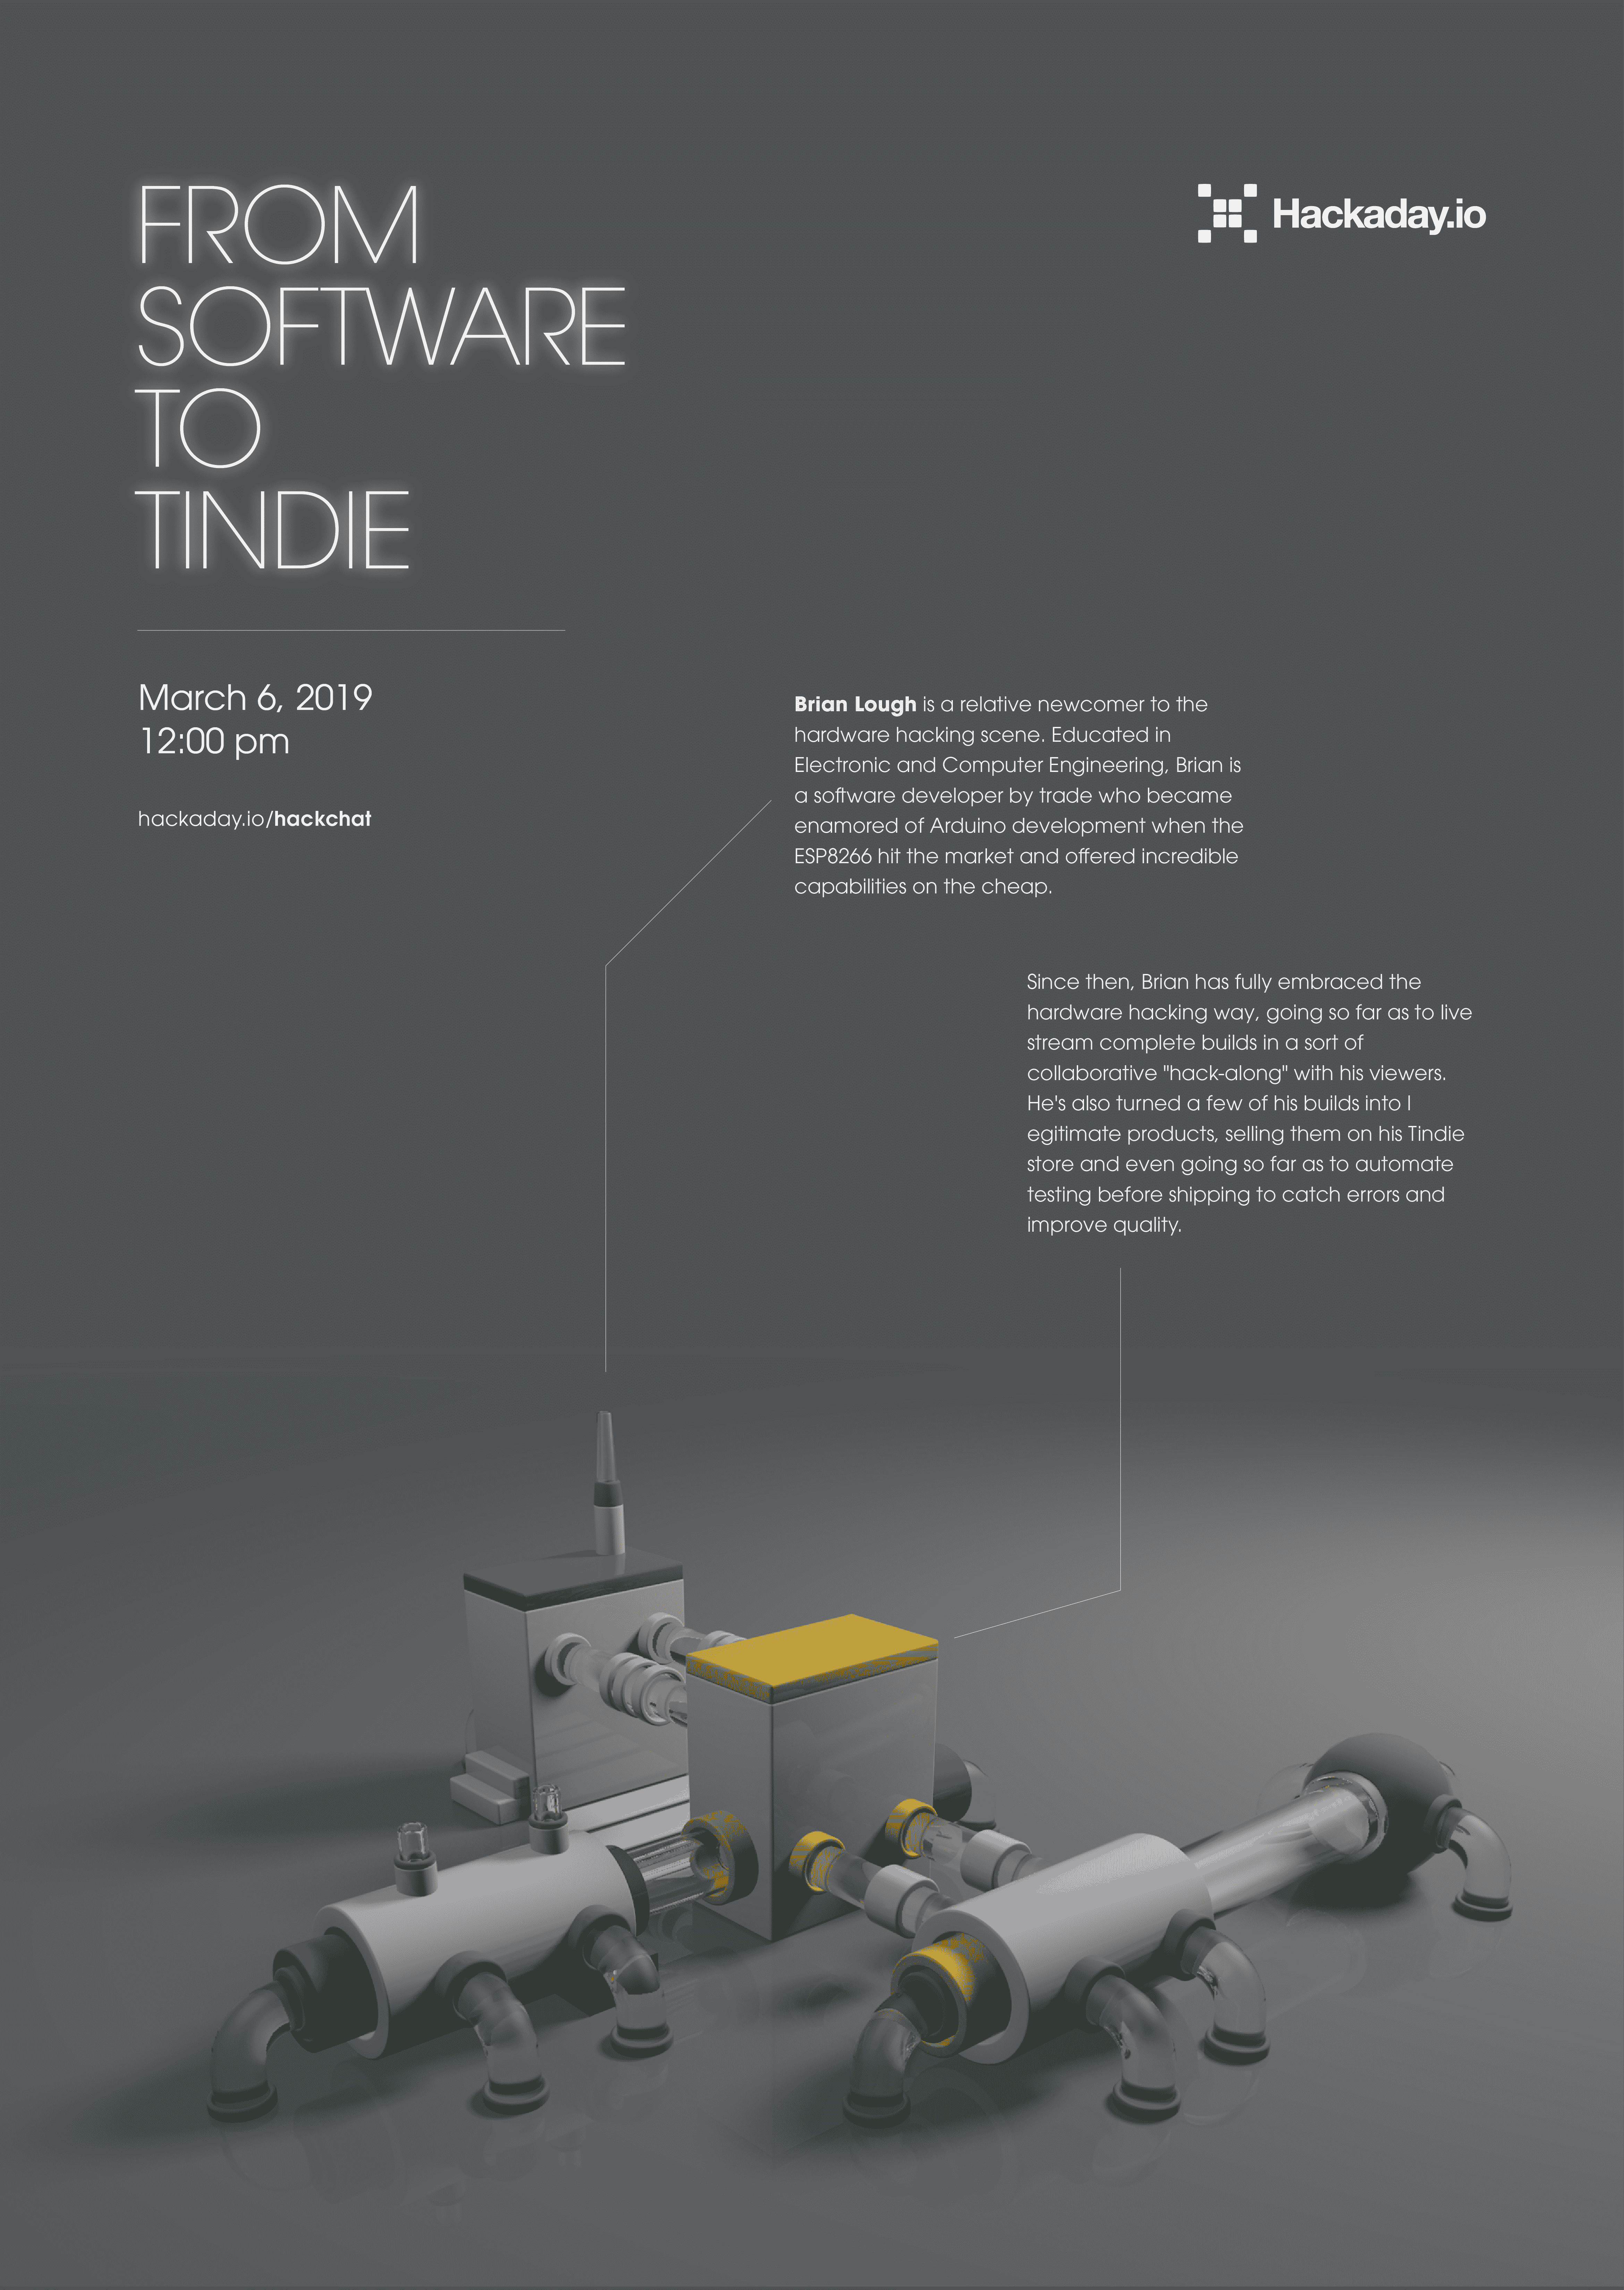 FROM
SOFTWARE
TO
TINDIE
Hackaday.io
March 6, 2019
12:00 pm
hackaday.io/hackchat
Brian Lough is a relative newcomer to the
hardware hacking scene. Educated in
Electronic and Computer Engineering, Brian is
a software developer by trade who became
enamored of Arduino development when the
ESP8266 hit the market and offered incredible
capabilities on the cheap.
Since then, Brian has fully embraced the
hardware hacking way, going so far as to live
stream complete builds in a sort of
collaborative "hack-along" with his viewers.
He's also turned a few of his builds into l
egitimate products, selling them on his Tindie
store and even going so far as to automate
testing before shipping to catch errors and
improve quality.